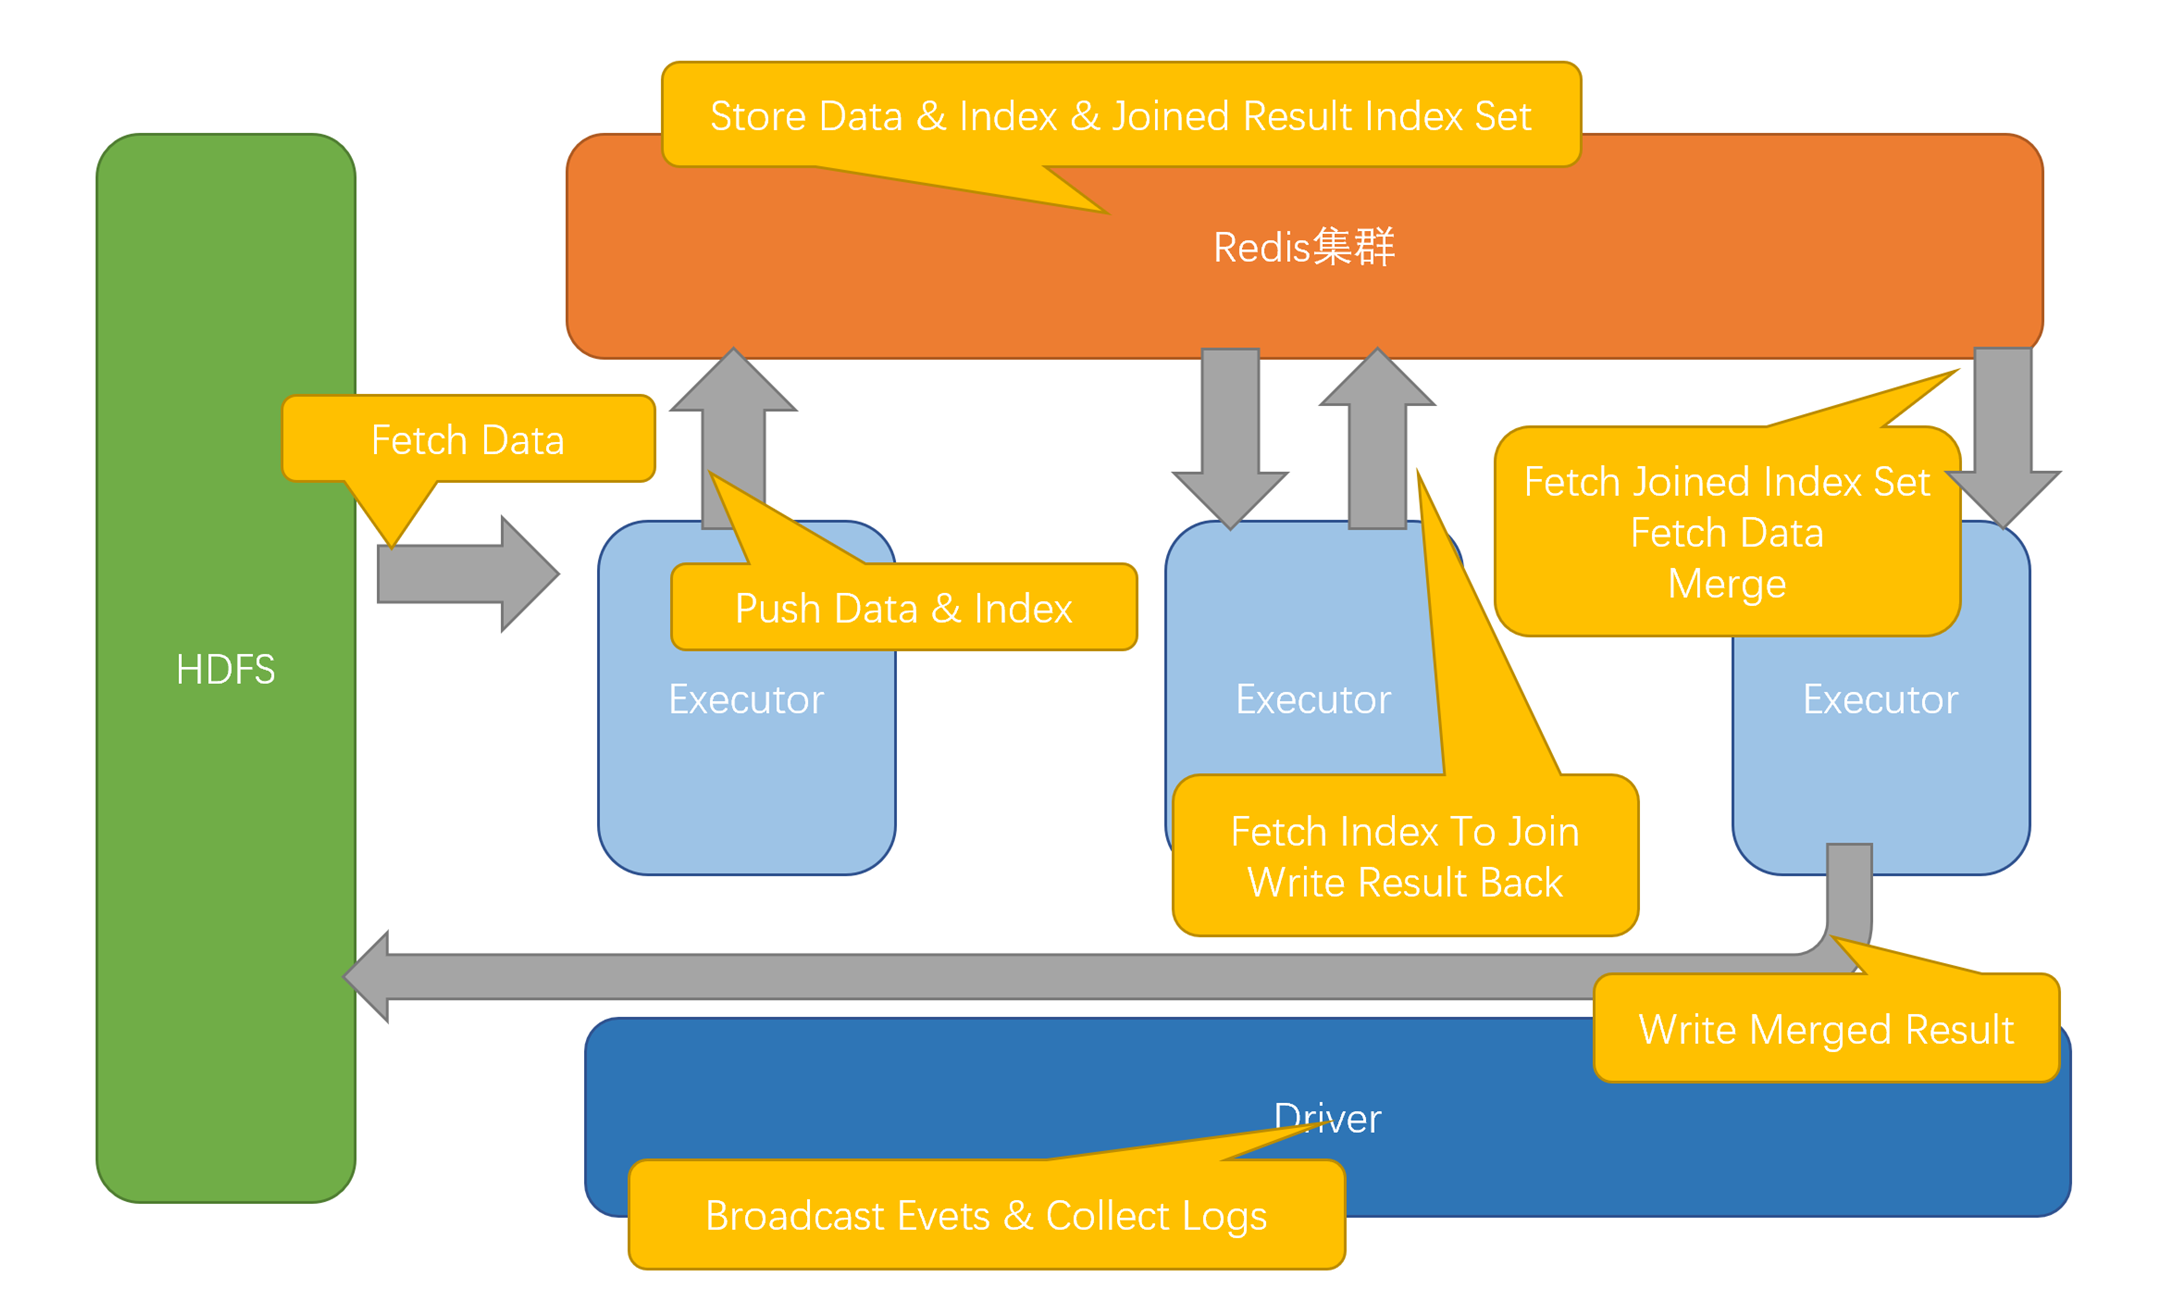 Store Data & Index & Joined Result Index Set
Redis集群
Fetch Data
Fetch Joined Index Set
Fetch Data
Merge
Push Data & Index
HDFS
Executor
Executor
Executor
Fetch Index To Join
Write Result Back
Write Merged Result
Driver
Broadcast Evets & Collect Logs